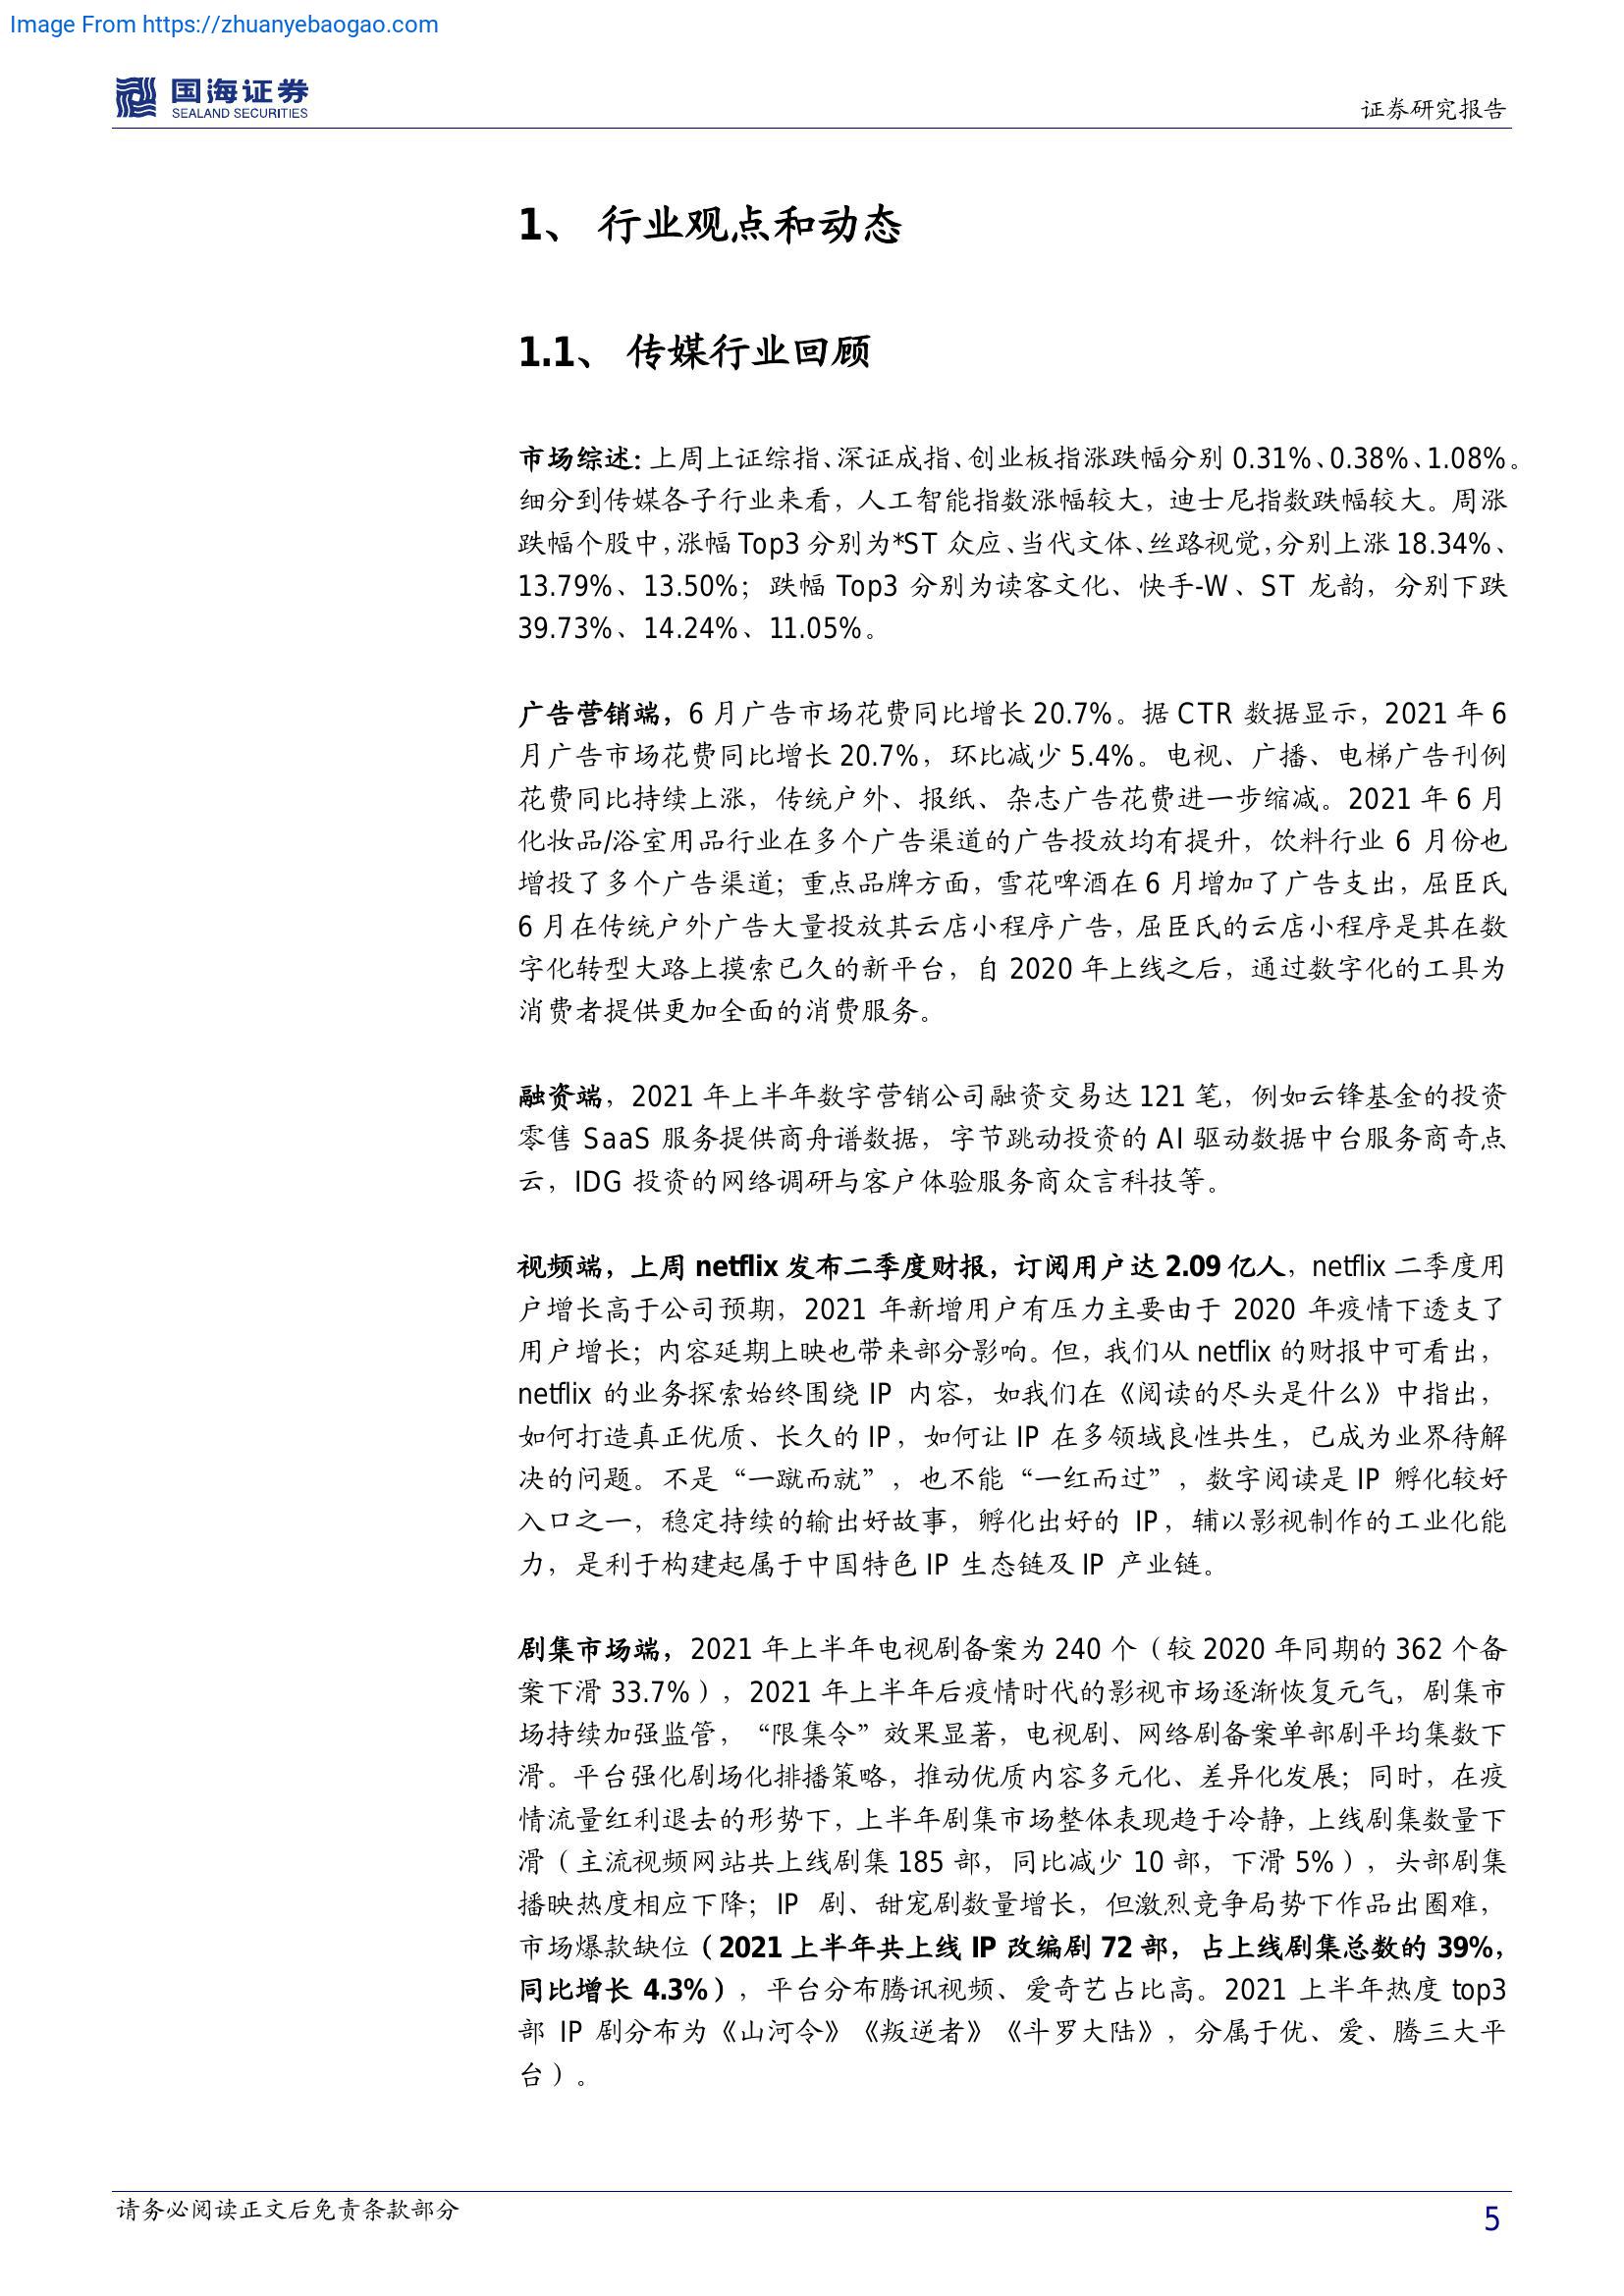 Image From https://zhuanyebaogao.com
国海证券
SEALAND SECURITIES
证券研究报告
1、 行业观点和动态
1.1、 传媒行业回顾
市场综述：上周上证综指、深证成指、创业板指涨跌幅分别 0.31%、0.38%、1.08%。
细分到传媒各子行业来看，人工智能指数涨幅较大，迪士尼指数跌幅较大。周涨
跌幅个股中，涨幅 Top3 分别为*ST 众应、当代文体、丝路视觉，分别上涨 18.34%、
13.79%、13.50%；跌幅 Top3 分别为读客文化、快手-W、ST 龙韵，分别下跌
39.73%、14.24%、11.05%。
广告营销端，6 月广告市场花费同比增长 20.7%。据 CTR 数据显示，2021 年 6
月广告市场花费同比增长 20.7%，环比减少 5.4%。电视、广播、电梯广告刊例
花费同比持续上涨，传统户外、报纸、杂志广告花费进一步缩减。2021 年 6 月
化妆品/浴室用品行业在多个广告渠道的广告投放均有提升，饮料行业 6 月份也
增投了多个广告渠道；重点品牌方面，雪花啤酒在 6 月增加了广告支出，屈臣氏
6 月在传统户外广告大量投放其云店小程序广告，屈臣氏的云店小程序是其在数
字化转型大路上摸索已久的新平台，自 2020 年上线之后，通过数字化的工具为
消费者提供更加全面的消费服务。
融资端，2021 年上半年数字营销公司融资交易达 121 笔，例如云锋基金的投资
零售 SaaS 服务提供商舟谱数据，字节跳动投资的 AI 驱动数据中台服务商奇点
云，IDG 投资的网络调研与客户体验服务商众言科技等。
视频端，上周 netflix 发布二季度财报，订阅用户达 2.09 亿人，netflix 二季度用
户增长高于公司预期，2021 年新增用户有压力主要由于 2020 年疫情下透支了
用户增长；内容延期上映也带来部分影响。但，我们从 netflix 的财报中可看出，
netflix 的业务探索始终围绕 IP 内容，如我们在《阅读的尽头是什么》中指出，
如何打造真正优质、长久的 IP，如何让 IP 在多领域良性共生，已成为业界待解
决的问题。不是“一蹴而就”，也不能“一红而过”，数字阅读是 IP 孵化较好
入口之一，稳定持续的输出好故事，孵化出好的 IP，辅以影视制作的工业化能
力，是利于构建起属于中国特色 IP 生态链及 IP 产业链。
剧集市场端，2021 年上半年电视剧备案为 240 个（较 2020 年同期的 362 个备
案下滑 33.7%），2021 年上半年后疫情时代的影视市场逐渐恢复元气，剧集市
场持续加强监管，“限集令”效果显著，电视剧、网络剧备案单部剧平均集数下
滑。平台强化剧场化排播策略，推动优质内容多元化、差异化发展；同时，在疫
情流量红利退去的形势下，上半年剧集市场整体表现趋于冷静，上线剧集数量下
滑（主流视频网站共上线剧集 185 部，同比减少 10 部，下滑 5%），头部剧集
播映热度相应下降；IP 剧、甜宠剧数量增长，但激烈竞争局势下作品出圈难，
市场爆款缺位（2021 上半年共上线 IP 改编剧 72 部，占上线剧集总数的 39%，
同比增长 4.3%），平台分布腾讯视频、爱奇艺占比高。2021 上半年热度 top3
部 IP 剧分布为《山河令》《叛逆者》《斗罗大陆》，分属于优、爱、腾三大平
台）。
请务必阅读正文后免责条款部分
5